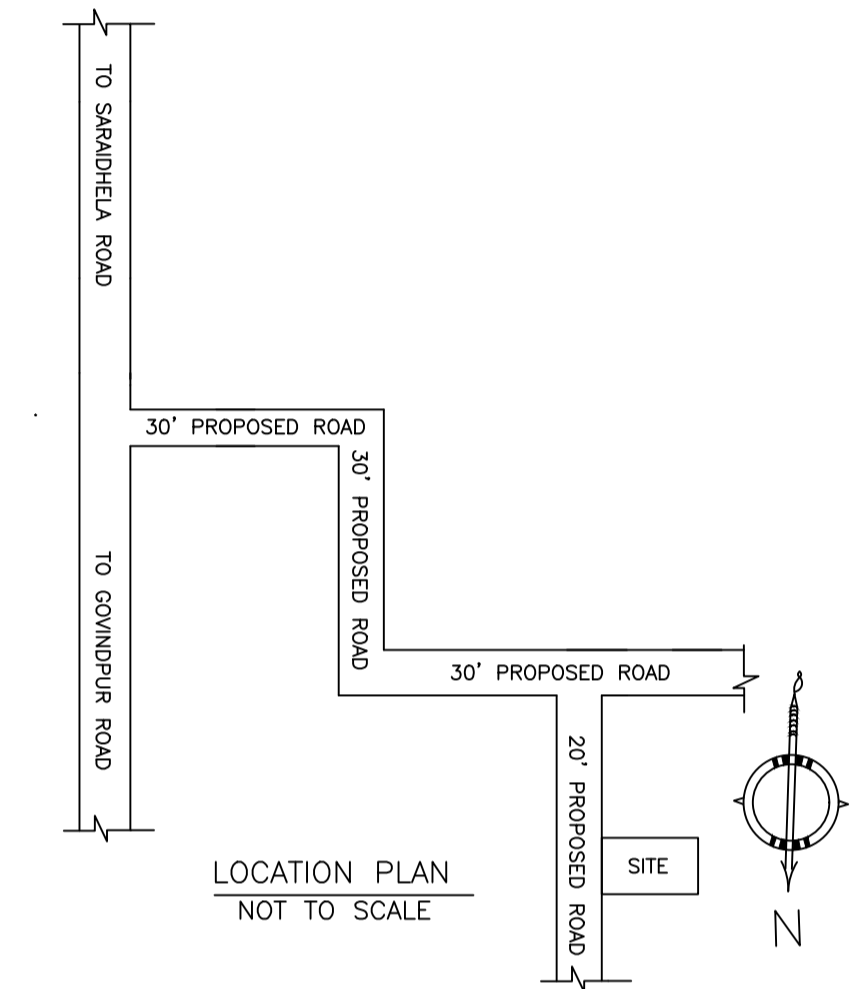 TO SARAIDHELA ROAD
30' PROPOSED ROAD
30' PROPOSED ROAD
TO GOVINDPUR ROAD
30' PROPOSED ROAD
20' PROPOSED ROAD
SITE
LOCATION PLAN
NOT TO SCALE
N